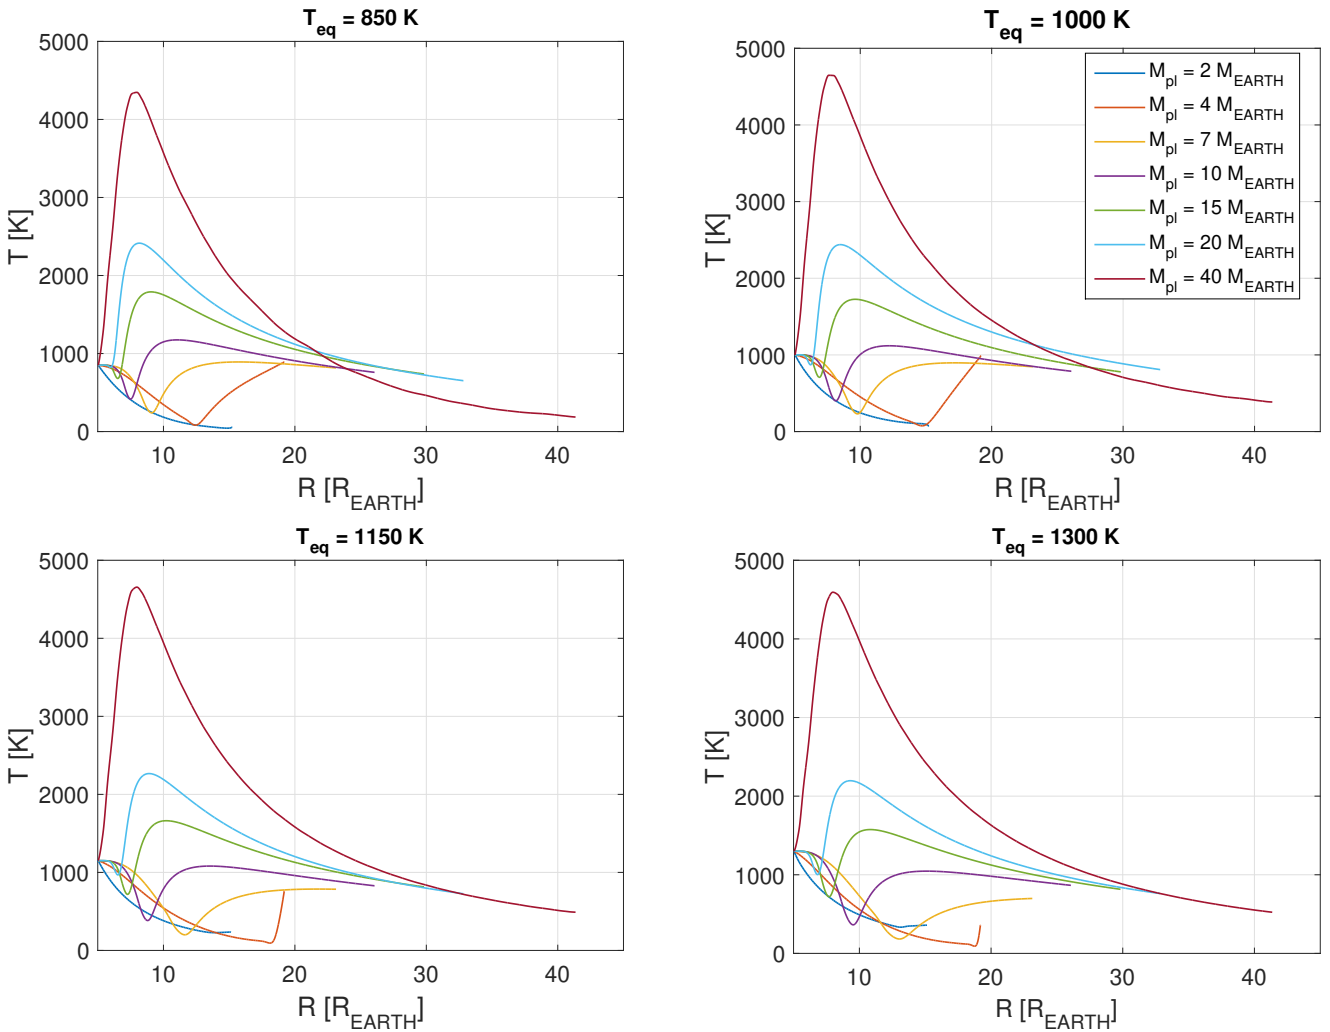 T_eq = 850 K
5000
4000
3000
2000
1000
0
T [K]
10
20
30
40
R [R_EARTH]
T_eq = 1000 K
5000
4000
3000
2000
1000
0
T [K]
10
20
30
40
R [R_EARTH]
M_pl = 2 M_EARTH
M_pl = 4 M_EARTH
M_pl = 7 M_EARTH
M_pl = 10 M_EARTH
M_pl = 15 M_EARTH
M_pl = 20 M_EARTH
M_pl = 40 M_EARTH
T_eq = 1150 K
5000
4000
3000
2000
1000
0
T [K]
10
20
30
40
R [R_EARTH]
T_eq = 1300 K
5000
4000
3000
2000
1000
0
T [K]
10
20
30
40
R [R_EARTH]